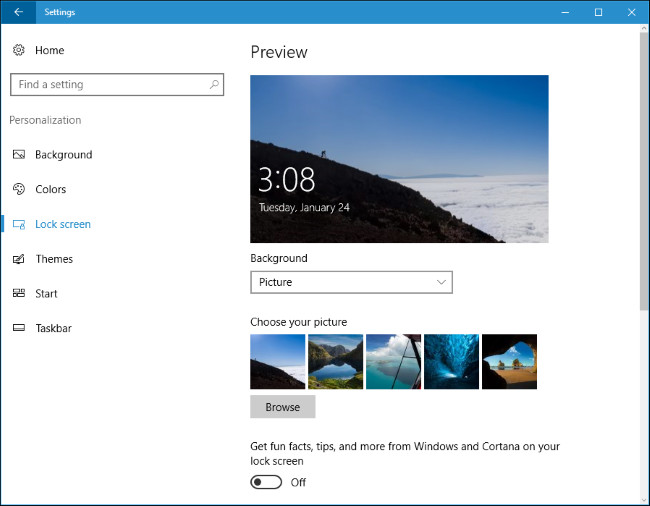 Settings
Home
Find a setting
Personalization
Background
Colors
Lock screen
Themes
Start
Taskbar
Preview
3:08
Tuesday, January 24
Background
Picture
Choose your picture
Browse
Get fun facts, tips, and more from Windows and Cortana on your
lock screen
Off